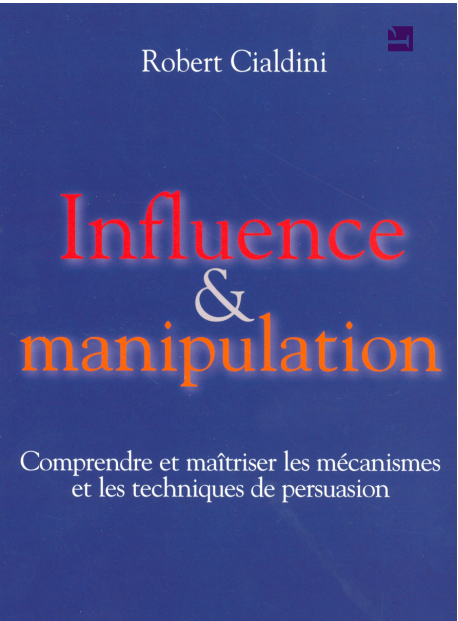 Robert Cialdini
Influence
&
manipulation
Comprendre et maîtriser les mécanismes
et les techniques de persuasion